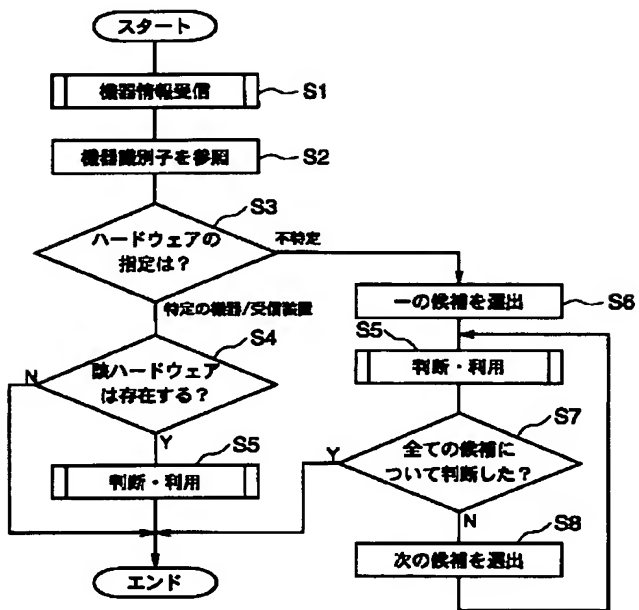 スタート
機器情報受信
S1
機器識別子を参照
S2
S3
ハードウェアの
指定は？
不特定
特定の機器/受信装置
S4
該ハードウェア
は存在する？
N
Y
S5
判断・利用
エンド
一の候補を選出
S6
S5
判断・利用
S7
全ての候補に
ついて判断した？
Y
N
S8
次の候補を選出